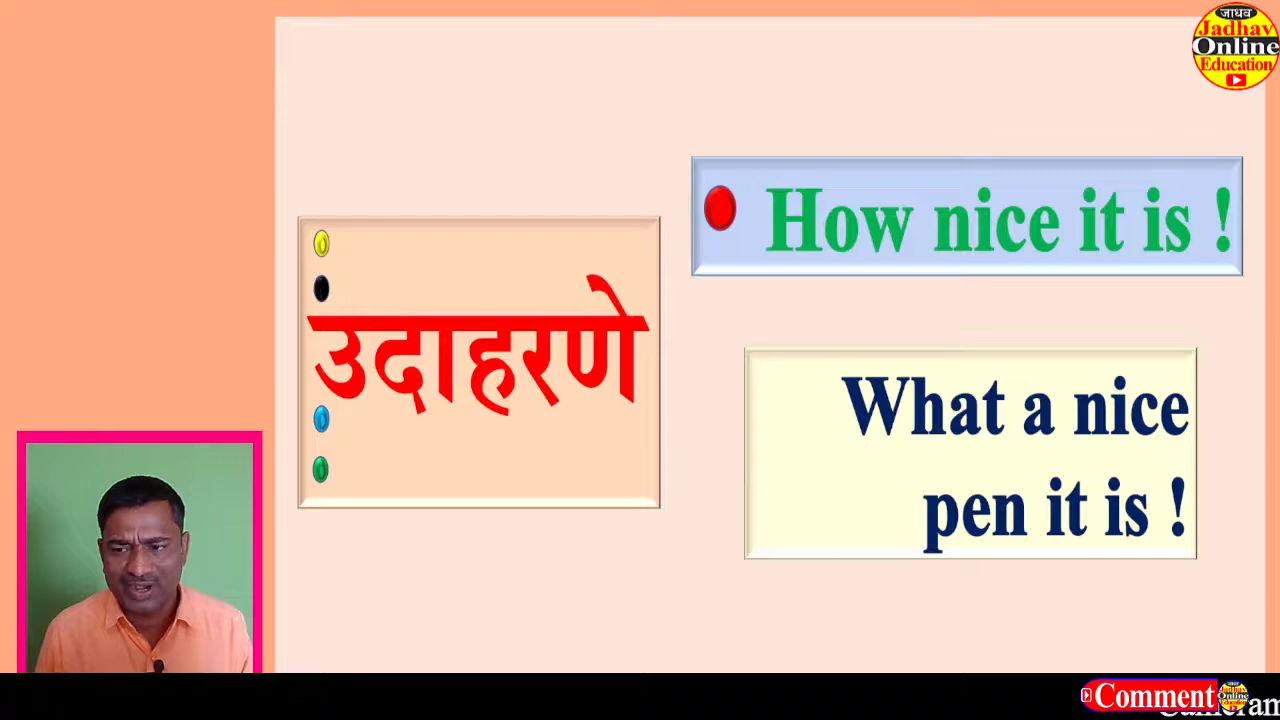 जाधव
Jadhav
Online
Education
How nice it is !
उदाहरणे
What a nice
pen it is !
Comment